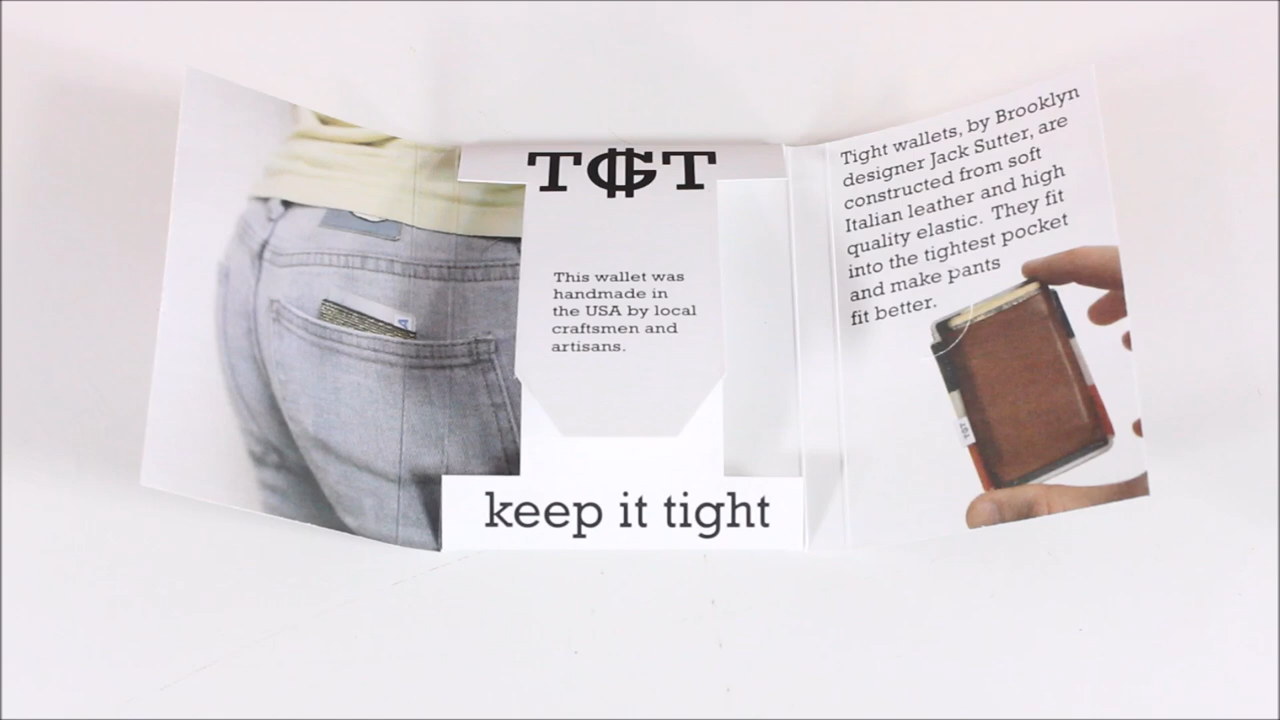 TGT
This wallet was
handmade in
the USA by local
craftsmen and
artisans.
keep it tight
Tight wallets, by Brooklyn
designer Jack Sutter, are
constructed from soft
Italian leather and high
quality elastic. They fit
into the tightest pocket
and make pants
fit better.
TGT